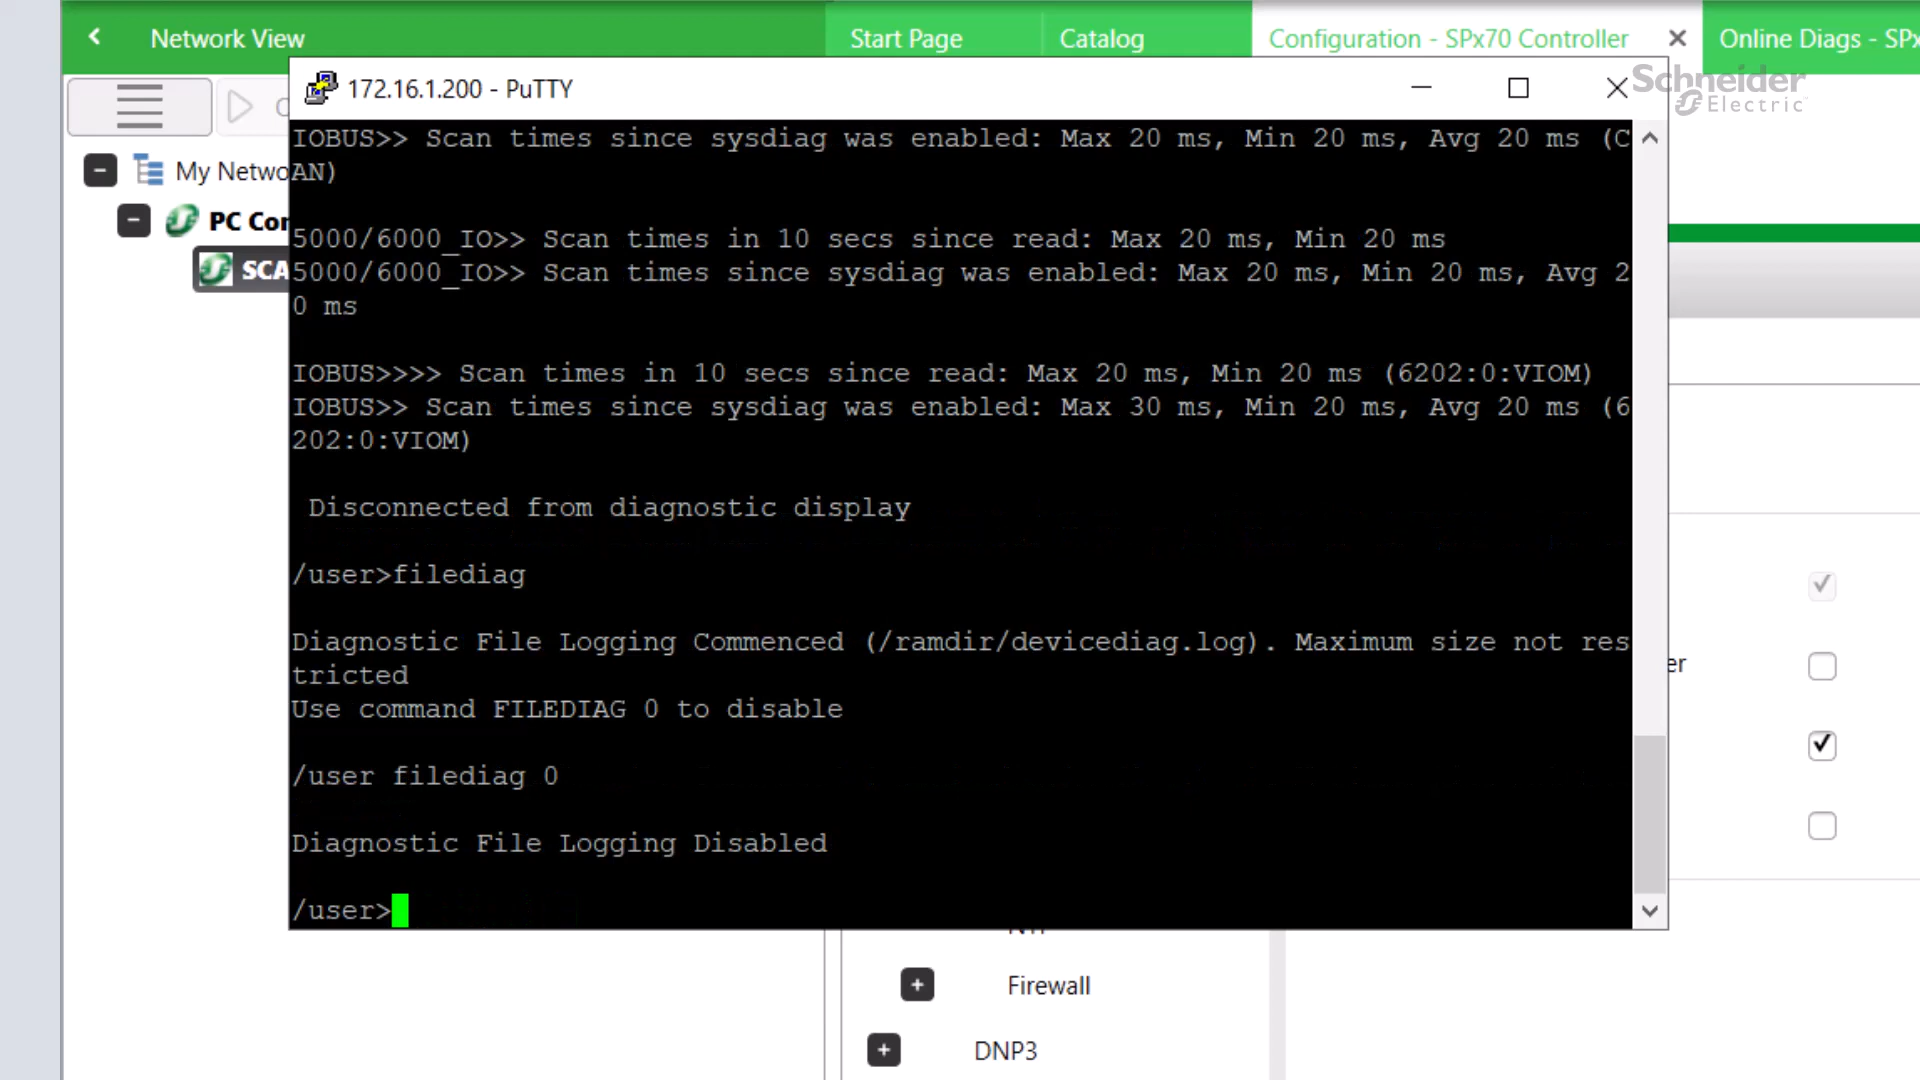 Network View
Start Page
Catalog
Configuration - SPx70 Controller
Online Diags - SPx
Schneider
Electric
172.16.1.200 - PuTTY
My Netwo
PC Con
SCA
IOBUS>> Scan times since sysdiag was enabled: Max 20 ms, Min 20 ms, Avg 20 ms (C
AN)
5000/6000_IO>> Scan times in 10 secs since read: Max 20 ms, Min 20 ms
5000/6000_IO>> Scan times since sysdiag was enabled: Max 20 ms, Min 20 ms, Avg 2
0 ms
IOBUS>>>> Scan times in 10 secs since read: Max 20 ms, Min 20 ms (6202:0:VIOM)
IOBUS>> Scan times since sysdiag was enabled: Max 30 ms, Min 20 ms, Avg 20 ms (6
202:0:VIOM)
Disconnected from diagnostic display
/user>filediag
Diagnostic File Logging Commenced (/ramdir/devicediag.log). Maximum size not res
tricted
Use command FILEDIAG 0 to disable
/user filediag 0
Diagnostic File Logging Disabled
/user>
er
Firewall
DNP3